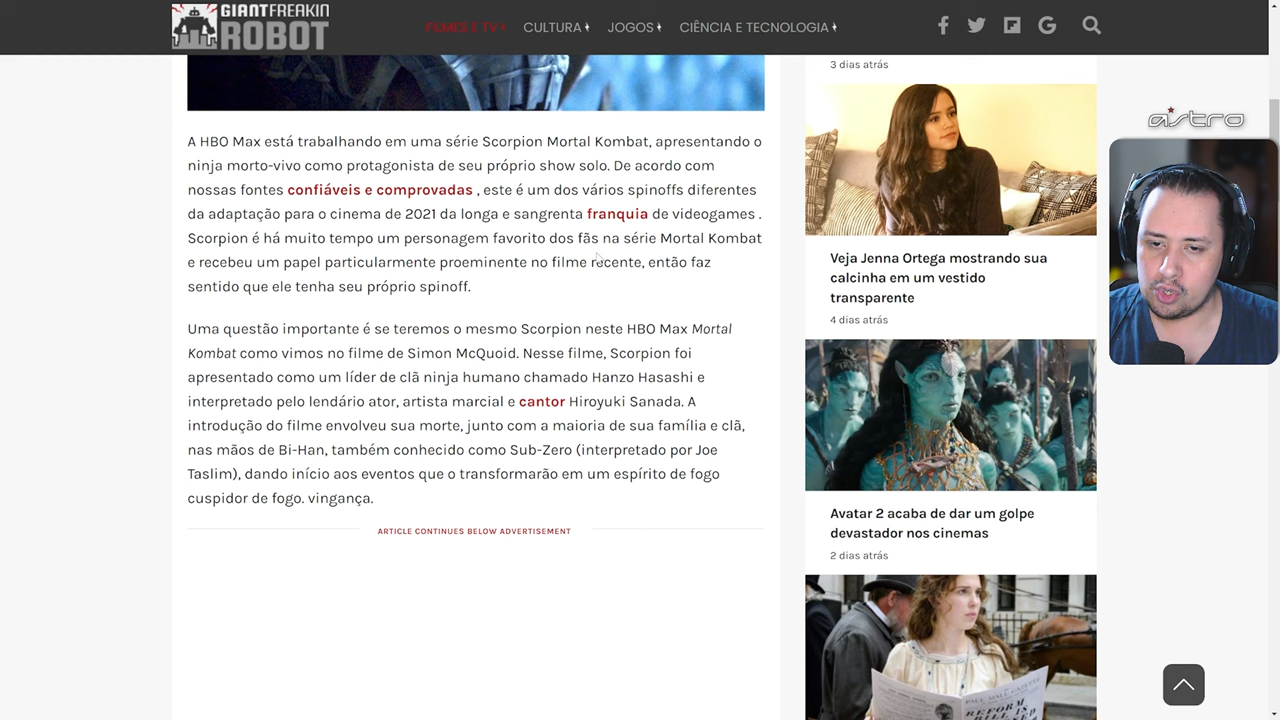 GIANT FREAKIN
ROBOT
FILMES E TV
CULTURA
JOGOS
CIÊNCIA E TECNOLOGIA
A HBO Max está trabalhando em uma série Scorpion Mortal Kombat, apresentando o
ninja morto-vivo como protagonista de seu próprio show solo. De acordo com
nossas fontes confiáveis e comprovadas , este é um dos vários spinoffs diferentes
da adaptação para o cinema de 2021 da longa e sangrenta franquia de videogames .
Scorpion é há muito tempo um personagem favorito dos fãs na série Mortal Kombat
e recebeu um papel particularmente proeminente no filme recente, então faz
sentido que ele tenha seu próprio spinoff.
Uma questão importante é se teremos o mesmo Scorpion neste HBO Max Mortal
Kombat como vimos no filme de Simon McQuoid. Nesse filme, Scorpion foi
apresentado como um líder de clã ninja humano chamado Hanzo Hasashi e
interpretado pelo lendário ator, artista marcial e cantor Hiroyuki Sanada. A
introdução do filme envolveu sua morte, junto com a maioria de sua família e clã,
nas mãos de Bi-Han, também conhecido como Sub-Zero (interpretado por Joe
Taslim), dando início aos eventos que o transformarão em um espírito de fogo
cuspidor de fogo. vingança.
ARTICLE CONTINUES BELOW ADVERTISEMENT
3 dias atrás
Veja Jenna Ortega mostrando sua
calcinha em um vestido
transparente
4 dias atrás
Avatar 2 acaba de dar um golpe
devastador nos cinemas
2 dias atrás
PALL MALL GAZETTE
REFORM
BILL IS
astro